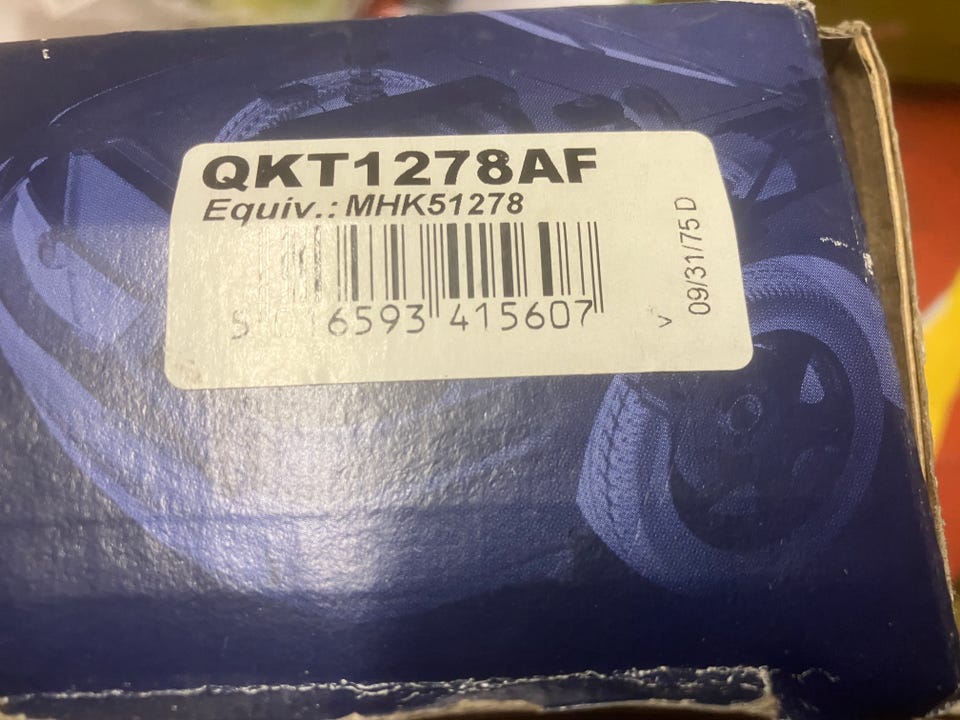 QKT1278AF
Equiv.: MHK51278
6593 415607
V 09/31/75 D